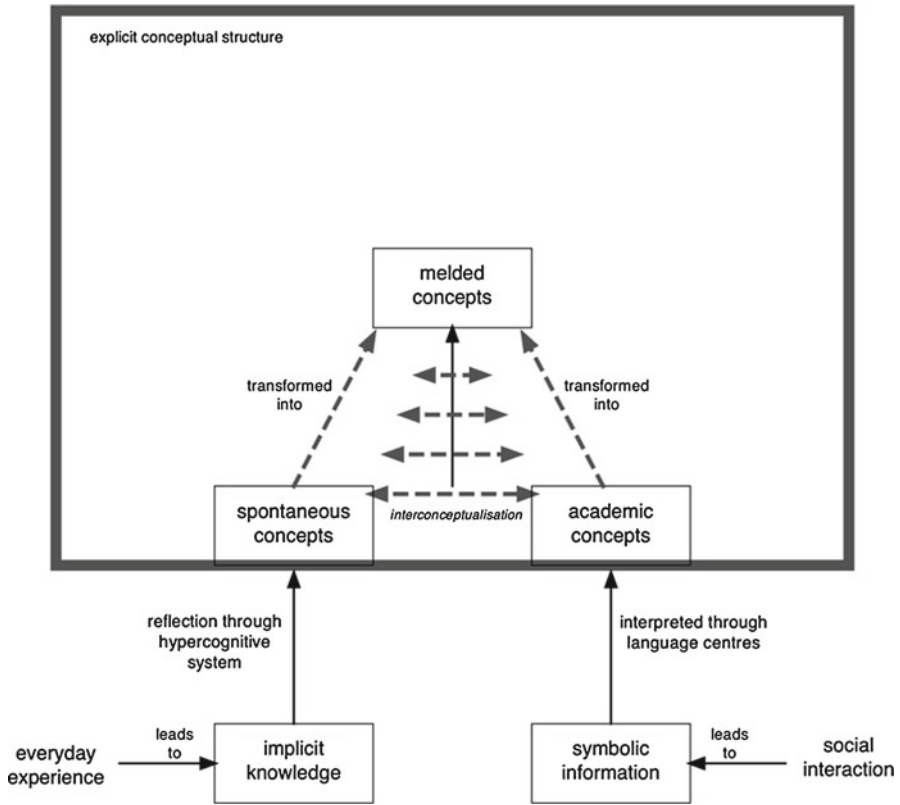 explicit conceptual structure
melded
concepts
transformed
into
transformed
into
spontaneous
concepts
interconceptualisation
academic
concepts
reflection through
hypercognitive
system
interpreted through
language centres
everyday
experience
leads
to
implicit
knowledge
symbolic
information
leads
to
social
interaction